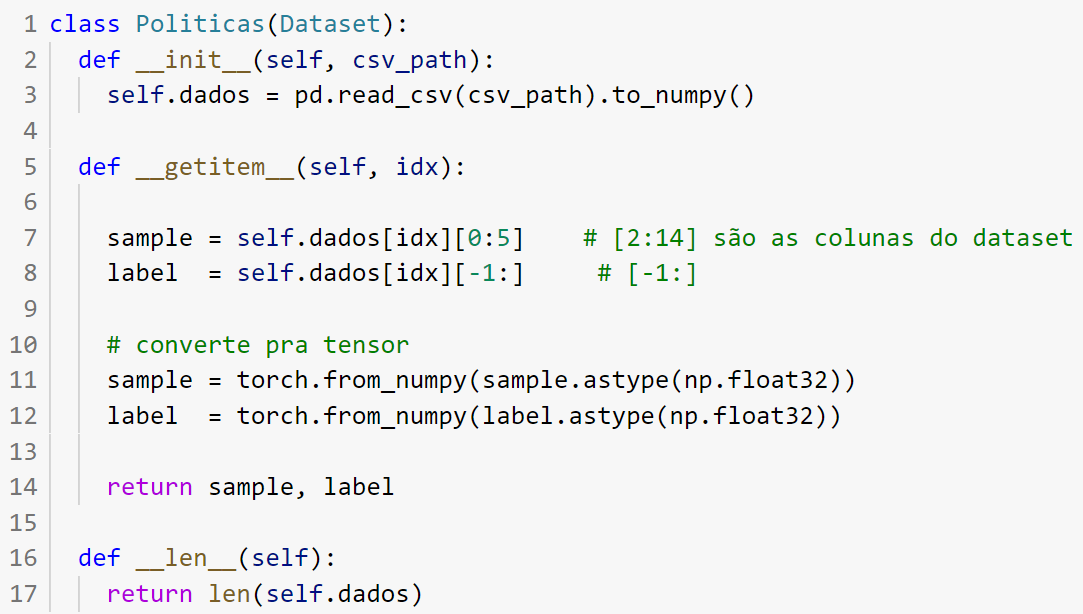 1 class Politicas(Dataset):
2   def __init__(self, csv_path):
3     self.dados = pd.read_csv(csv_path).to_numpy()
4
5   def __getitem__(self, idx):
6
7     sample = self.dados[idx][0:5]    # [2:14] são as colunas do dataset
8     label  = self.dados[idx][-1:]     # [-1:]
9
10     # converte pra tensor
11     sample = torch.from_numpy(sample.astype(np.float32))
12     label  = torch.from_numpy(label.astype(np.float32))
13
14     return sample, label
15
16   def __len__(self):
17     return len(self.dados)